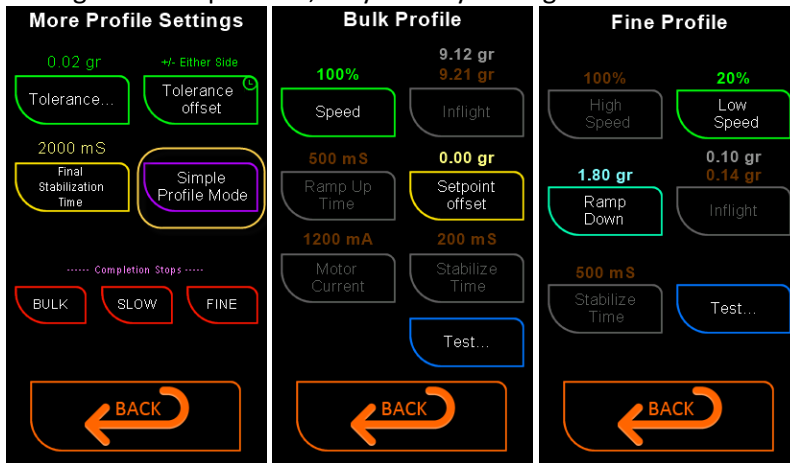 More Profile Settings
0.02 gr
+/- Either Side
Tolerance...
Tolerance
offset
2000 mS
Final
Stabilization
Time
Simple
Profile Mode
------ Completion Stops -----
BULK
SLOW
FINE
BACK
Bulk Profile
9.12 gr
100%
9.21 gr
Speed
Inflight
500 mS
0.00 gr
Ramp Up
Time
Setpoint
offset
1200 mA
200 mS
Motor
Current
Stabilize
Time
Test...
BACK
Fine Profile
100%
20%
High
Speed
Low
Speed
0.10 gr
1.80 gr
0.14 gr
Ramp
Down
Inflight
500 mS
Stabilize
Time
Test...
BACK